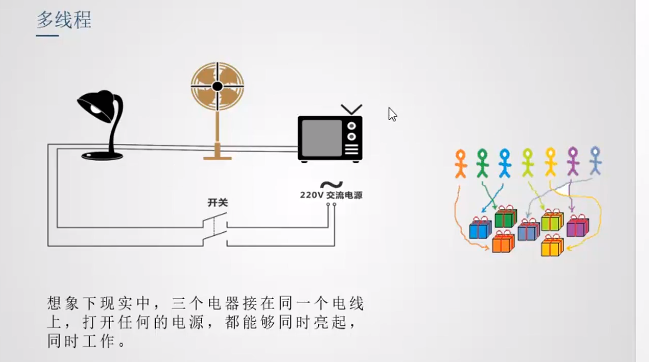 多线程
开关
220V 交流电源
想象下现实中，三个电器接在同一个电线
上，打开任何的电源，都能够同时亮起，
同时工作。